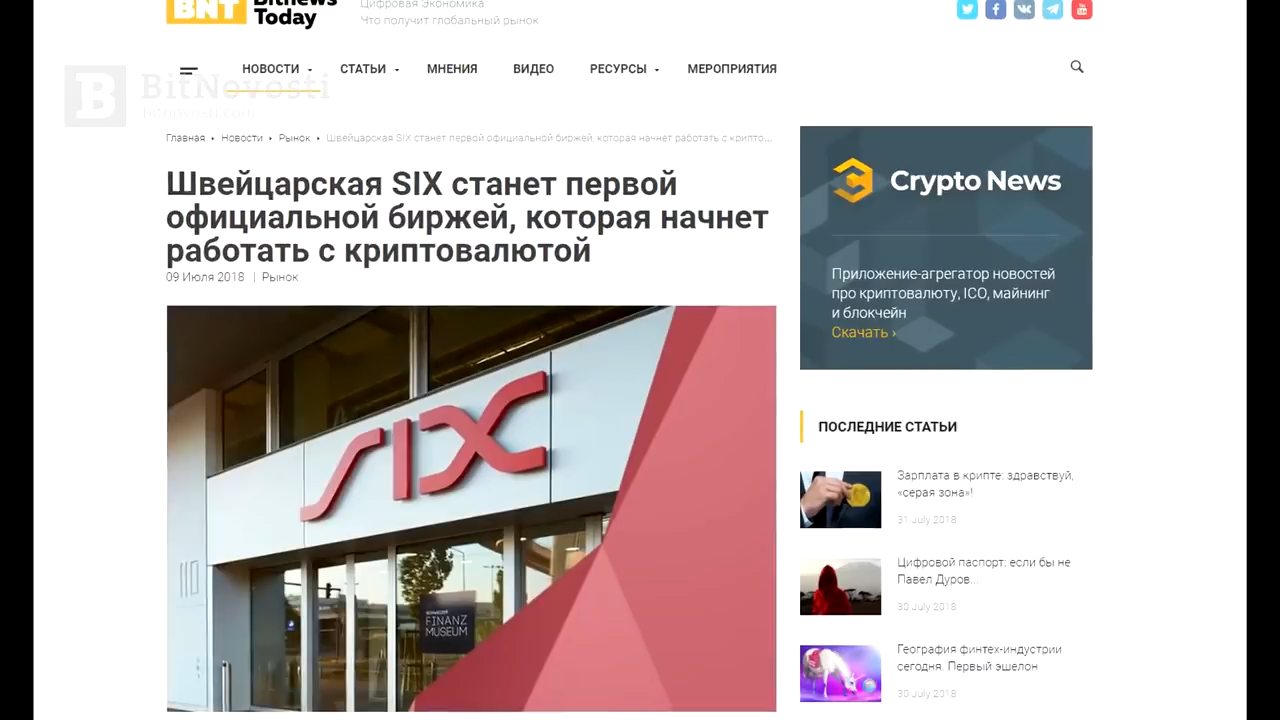 BNT
Bitnews
Today
Цифровая Экономика
Что получит глобальный рынок
НОВОСТИ
СТАТЬИ
МНЕНИЯ
ВИДЕО
РЕСУРСЫ
МЕРОПРИЯТИЯ
BitNovosti
bitnovosti.com
Главная
Новости
Рынок
Швейцарская SIX станет первой официальной биржей, которая начнет работать с крипто...
Швейцарская SIX станет первой
официальной биржей, которая начнет
работать с криптовалютой
09 Июля 2018 | Рынок
SIX
110
SCHWEIZER
FINANZ
MUSEUM
Crypto News
Приложение-агрегатор новостей
про криптовалюту, ICO, майнинг
и блокчейн
Скачать ›
ПОСЛЕДНИЕ СТАТЬИ
Зарплата в крипте: здравствуй,
«серая зона»!
31 July 2018
Цифровой паспорт: если бы не
Павел Дуров...
30 July 2018
География финтех-индустрии
сегодня. Первый эшелон
30 July 2018